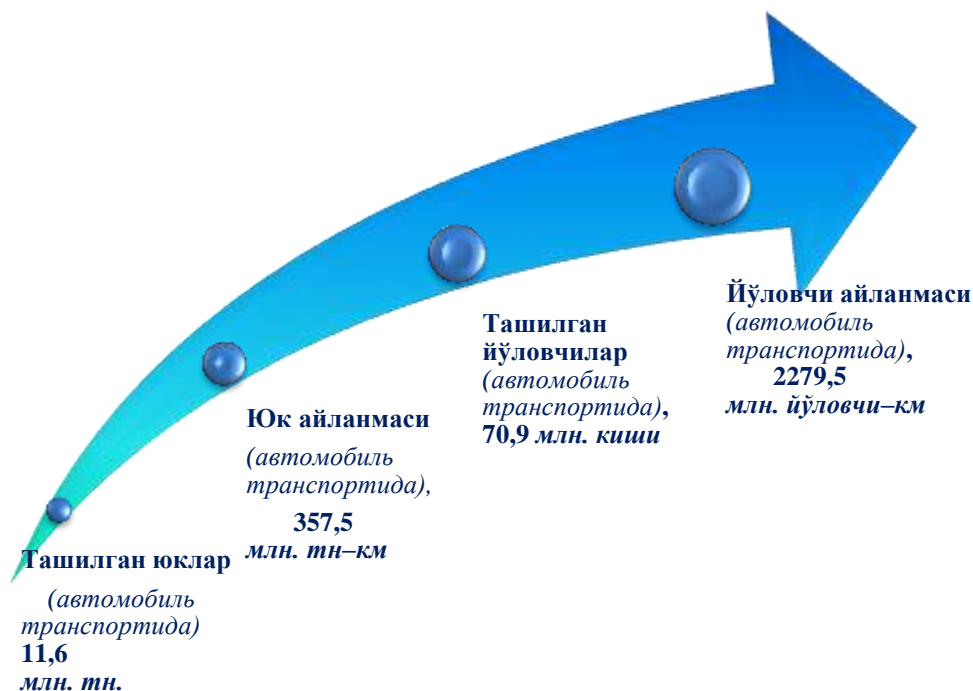 Йўловчи айланмаси
(автомобиль
транспортида),
2279,5
млн. йўловчи–км
Ташилган
йўловчилар
(автомобиль
транспортида),
70,9 млн. киши
Юк айланмаси
(автомобиль
транспортида),
357,5
млн. тн–км
Ташилган юклар
(автомобиль
транспортида)
11,6
млн. тн.